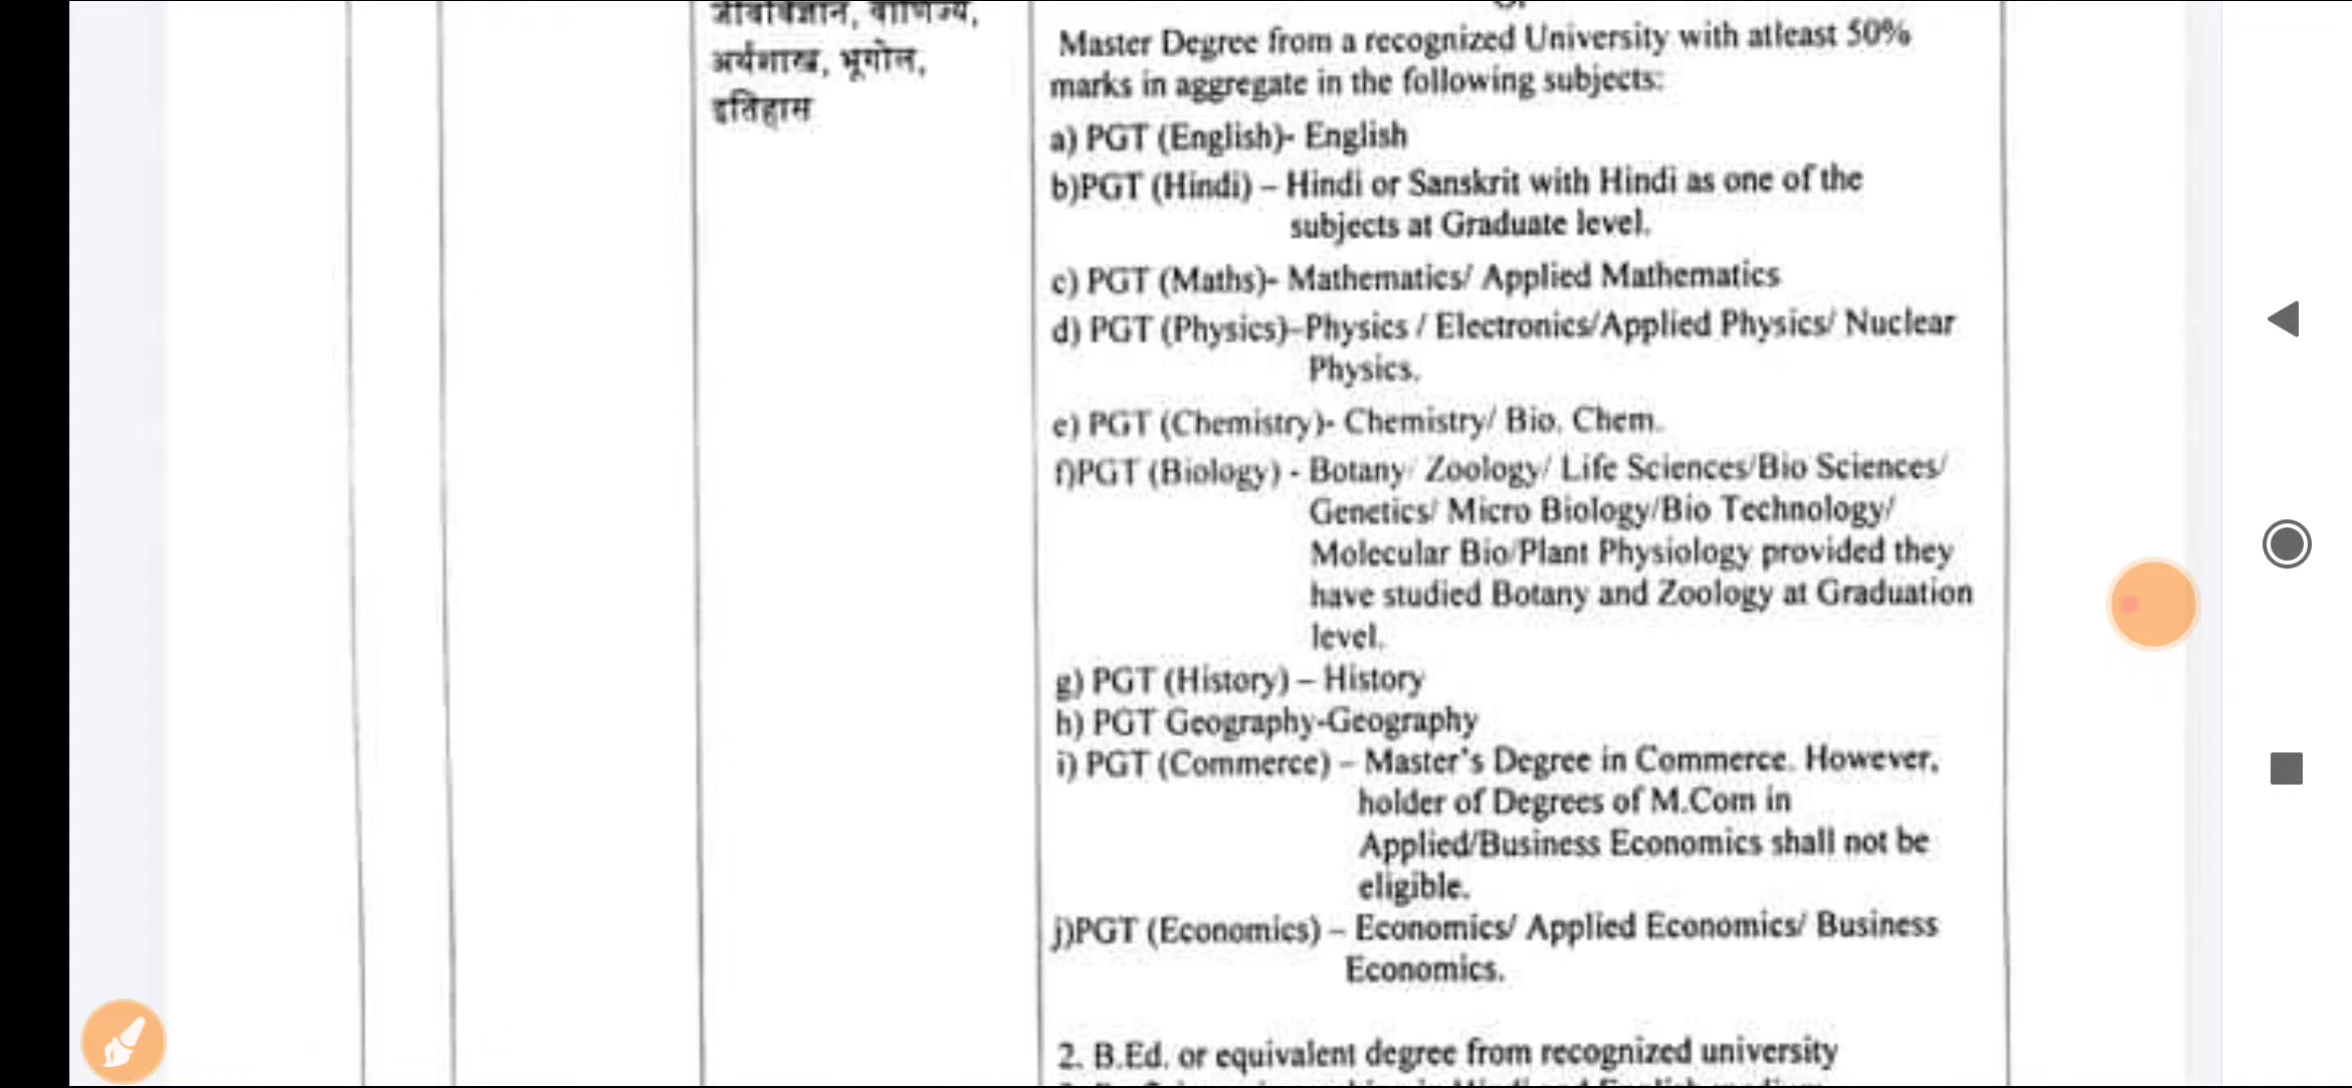 जीवविज्ञान, वाणिज्य,
अर्थशास्त्र, भूगोल,
इतिहास
Master Degree from a recognized University with atleast 50%
marks in aggregate in the following subjects:
a) PGT (English)- English
b)PGT (Hindi) – Hindi or Sanskrit with Hindi as one of the
subjects at Graduate level.
c) PGT (Maths)- Mathematics/ Applied Mathematics
d) PGT (Physics)–Physics / Electronics/Applied Physics/ Nuclear
Physics.
e) PGT (Chemistry)- Chemistry/ Bio. Chem.
f)PGT (Biology) - Botany/ Zoology/ Life Sciences/Bio Sciences/
Genetics/ Micro Biology/Bio Technology/
Molecular Bio/Plant Physiology provided they
have studied Botany and Zoology at Graduation
level.
g) PGT (History) – History
h) PGT Geography-Geography
i) PGT (Commerce) – Master's Degree in Commerce. However,
holder of Degrees of M.Com in
Applied/Business Economics shall not be
eligible.
j)PGT (Economics) – Economics/ Applied Economics/ Business
Economics.
2. B.Ed. or equivalent degree from recognized university